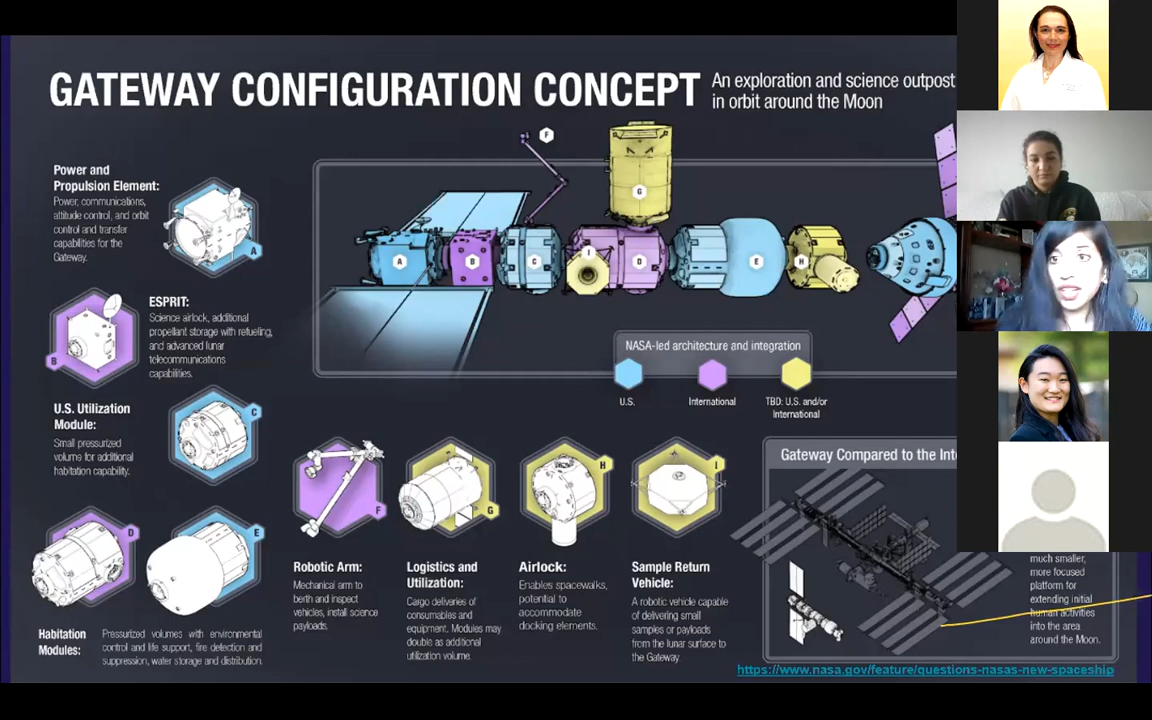 GATEWAY CONFIGURATION CONCEPT
An exploration and science outpost
in orbit around the Moon
Power and
Propulsion Element:
Power, communications,
attitude control, and orbit
control and transfer
capabilities for the
Gateway.
A
ESPRIT:
Science airlock, additional
propellant storage with refueling,
and advanced lunar
telecommunications
capabilities.
B
U.S. Utilization
Module:
Small pressurized
volume for additional
habitation capability.
C
D
E
Habitation
Modules:
Pressurized volumes with environmental
control and life support, fire detection and
suppression, water storage and distribution.
F
G
A
B
C
I
D
E
H
NASA-led architecture and integration
U.S.
International
TBD: U.S. and/or
International
F
Robotic Arm:
Mechanical arm to
berth and inspect
vehicles, install science
payloads.
G
Logistics and
Utilization:
Cargo deliveries of
consumables and
equipment. Modules may
double as additional
utilization volume.
H
Airlock:
Enables spacewalks,
potential to
accommodate
docking elements.
I
Sample Return
Vehicle:
A robotic vehicle capable
of delivering small
samples or payloads
from the lunar surface to
the Gateway.
Gateway Compared to the Inte
much smaller,
more focused
platform for
extending initial
human activities
into the area
around the Moon.
https://www.nasa.gov/feature/questions-nasas-new-spaceship